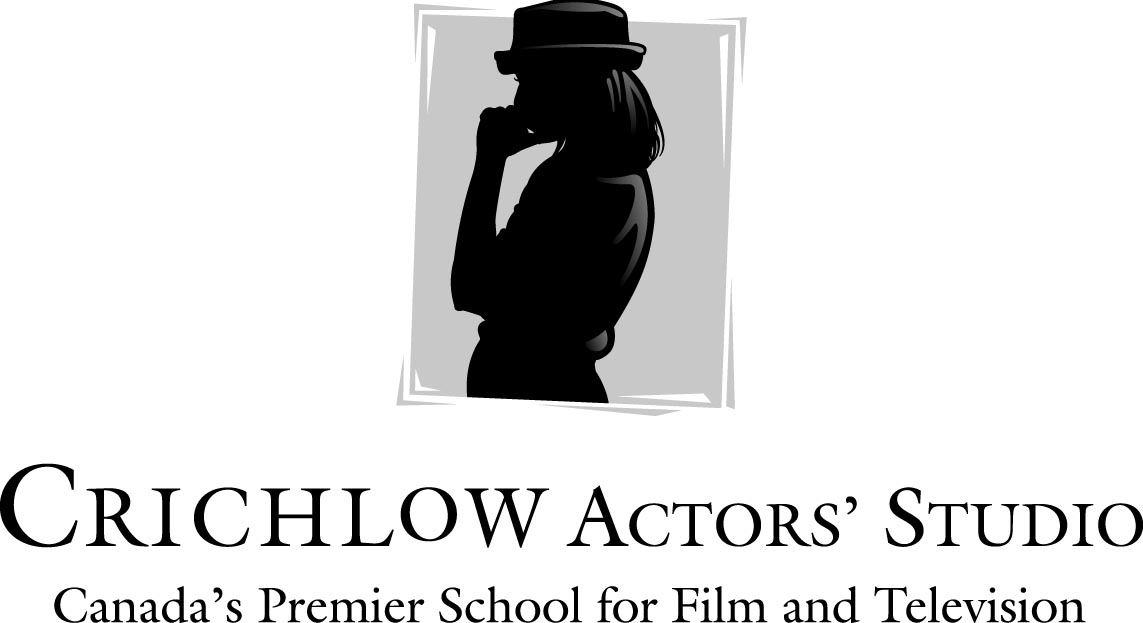 CRICHLOW ACTORS’ STUDIO
Canada’s Premier School for Film and Television